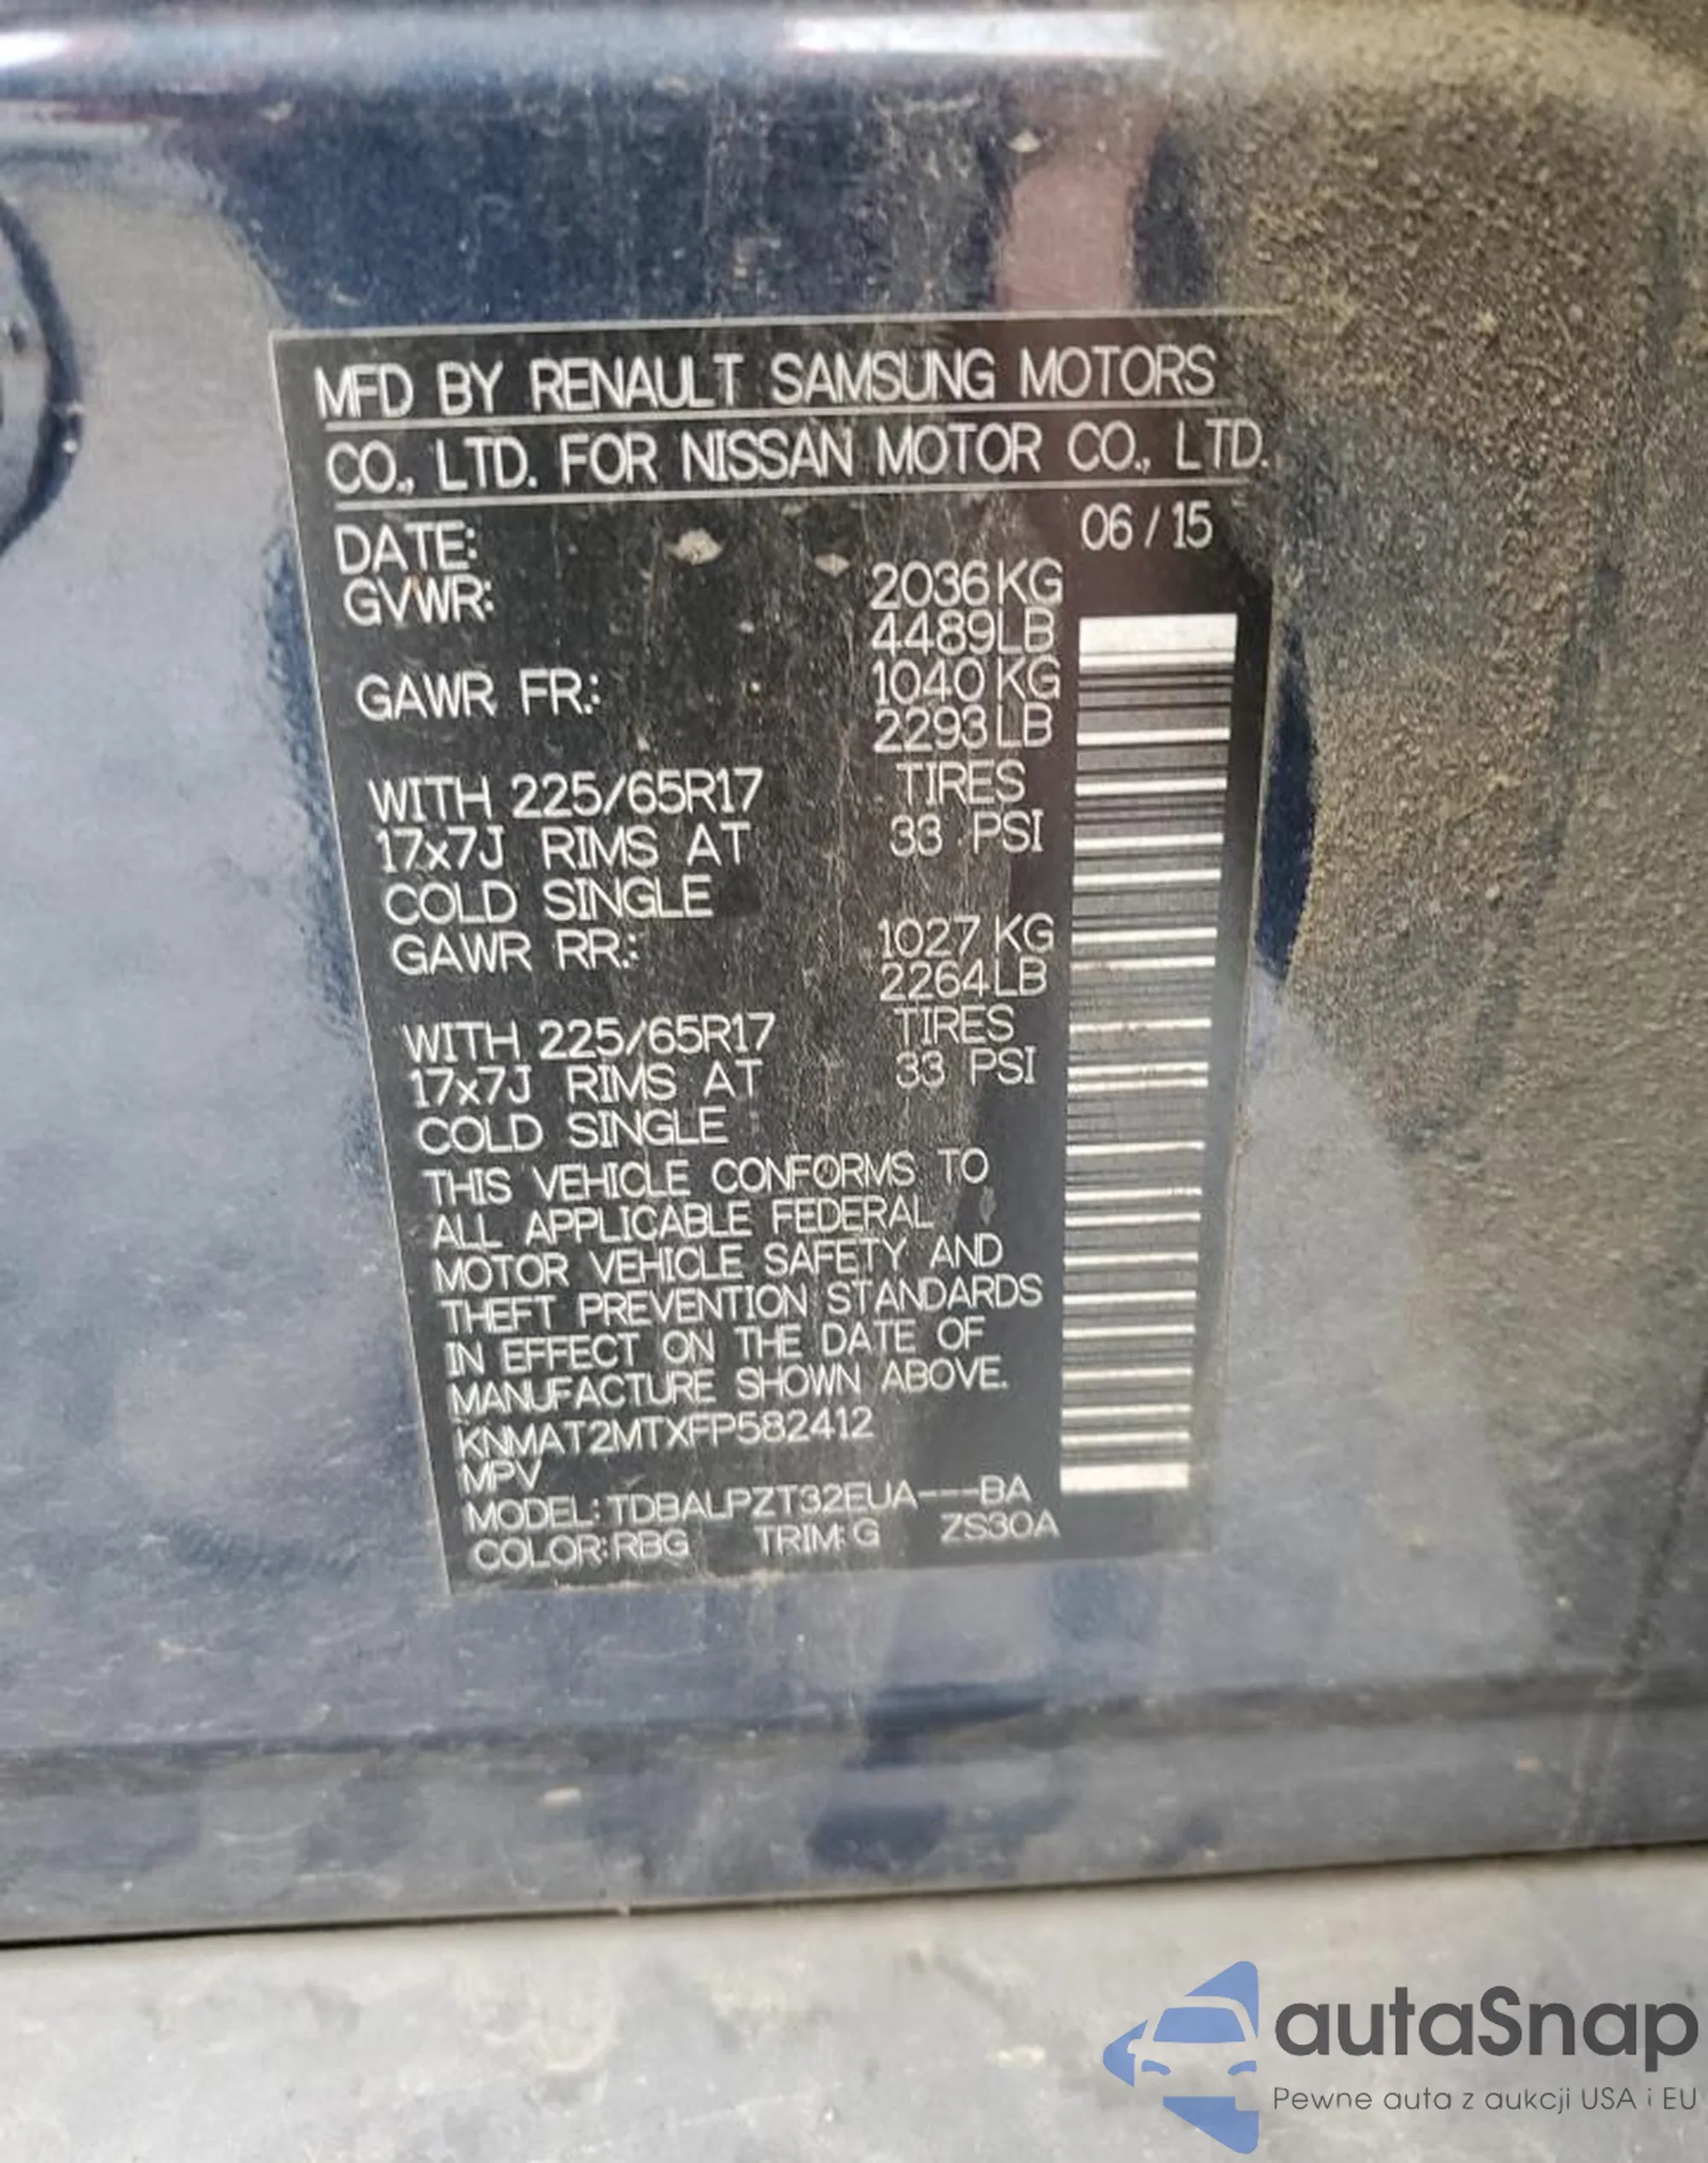 MFD BY RENAULT SAMSUNG MOTORS
CO., LTD. FOR NISSAN MOTOR CO., LTD.
DATE: 06 / 15
GVWR: 2036 KG
4489 LB
GAWR FR.: 1040 KG
2293 LB
WITH 225/65R17 TIRES
17x7J RIMS AT 33 PSI
COLD SINGLE
GAWR RR.: 1027 KG
2264 LB
WITH 225/65R17 TIRES
17x7J RIMS AT 33 PSI
COLD SINGLE
THIS VEHICLE CONFORMS TO
ALL APPLICABLE FEDERAL
MOTOR VEHICLE SAFETY AND
THEFT PREVENTION STANDARDS
IN EFFECT ON THE DATE OF
MANUFACTURE SHOWN ABOVE.
KNMAT2MTXFP582412
MPV
MODEL: TDBALPZT32EUA---BA
COLOR: RBG TRIM: G ZS30A
autaSnap
Pewne auta z aukcji USA i EU